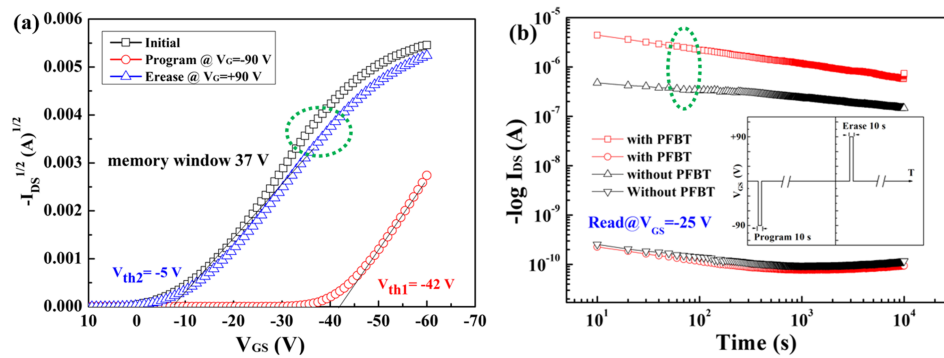 (a)
0.006
0.005
0.004
0.003
0.002
0.001
0.000
-I_DS^1/2 (A)^1/2
Initial
Program @ V_G=-90 V
Erease @ V_G=+90 V
memory window 37 V
V_th2= -5 V
V_th1= -42 V
10 0 -10 -20 -30 -40 -50 -60 -70
V_GS (V)
(b)
10^-5
10^-6
10^-7
10^-8
10^-9
10^-10
10^-11
-log I_DS (A)
with PFBT
with PFBT
without PFBT
Without PFBT
Read@V_GS=-25 V
Erase 10 s
+90
V_GS (V)
T
-90
Program 10 s
10^1 10^2 10^3 10^4
Time (s)